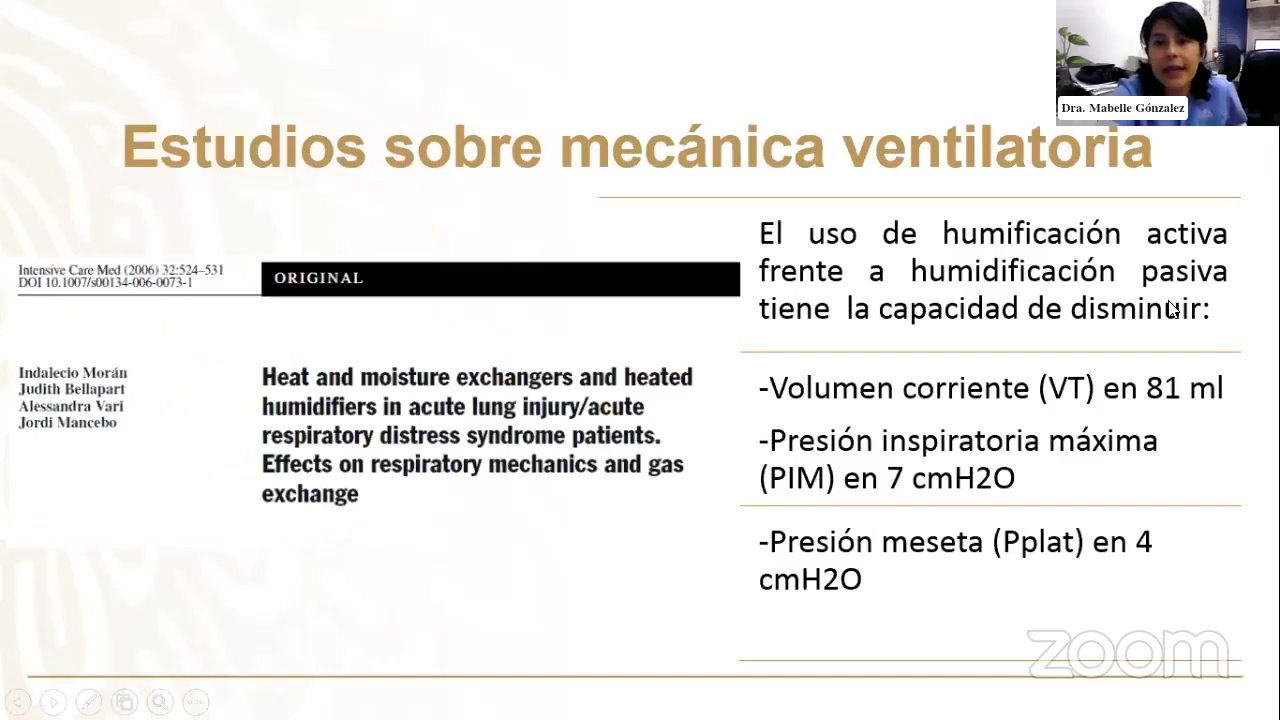 Dra. Mabelle Gónzalez
Estudios sobre mecánica ventilatoria
Intensive Care Med (2006) 32:524–531
DOI 10.1007/s00134-006-0073-1
ORIGINAL
Indalecio Morán
Judith Bellapart
Alessandra Vari
Jordi Mancebo
Heat and moisture exchangers and heated
humidifiers in acute lung injury/acute
respiratory distress syndrome patients.
Effects on respiratory mechanics and gas
exchange
El uso de humificación activa
frente a humidificación pasiva
tiene la capacidad de disminuir:
-Volumen corriente (VT) en 81 ml
-Presión inspiratoria máxima
(PIM) en 7 cmH2O
-Presión meseta (Pplat) en 4
cmH2O
zoom